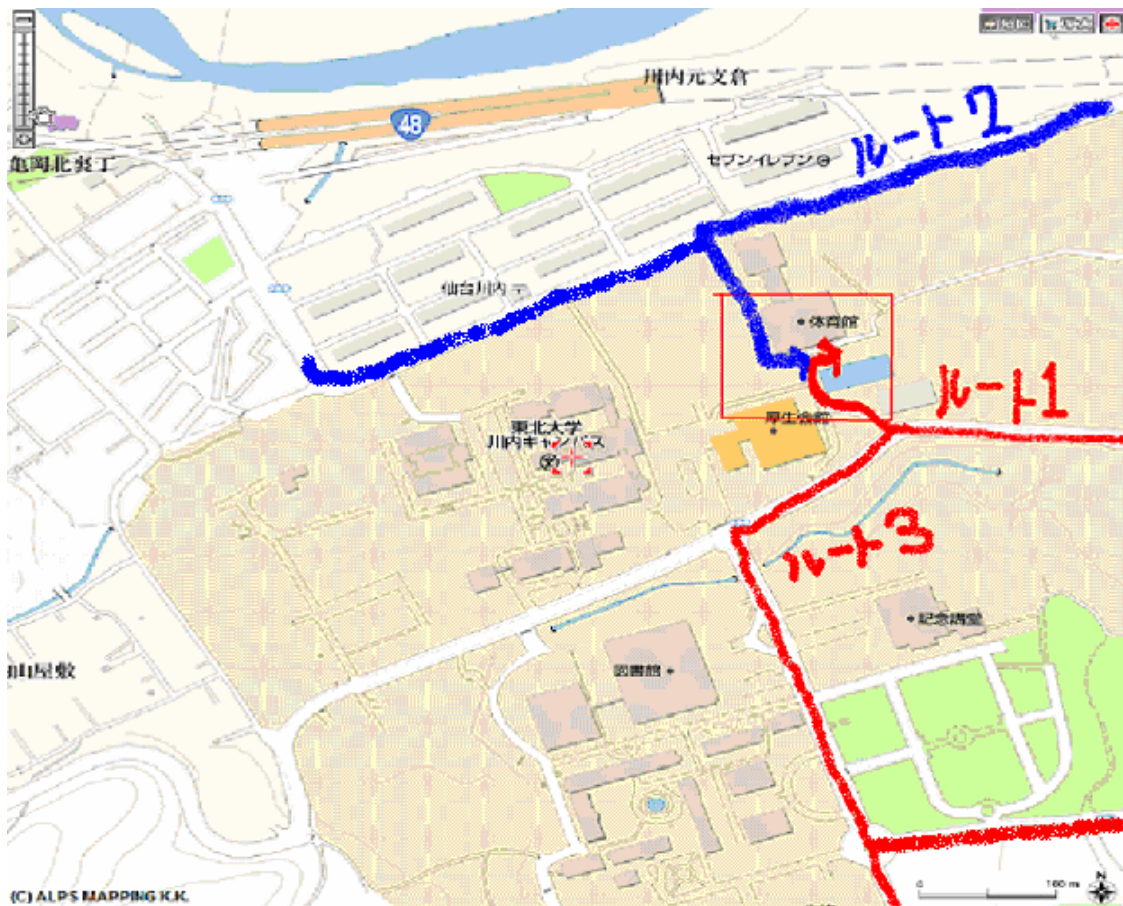 川内元支倉
48
ルート2
亀岡北裏丁
セブンイレブン
仙台川内
体育館
ルート1
厚生会館
東北大学
川内キャンパス
ルート3
記念講堂
図書館
山屋敷
(C) ALPS MAPPING K.K.
0 100 m
N